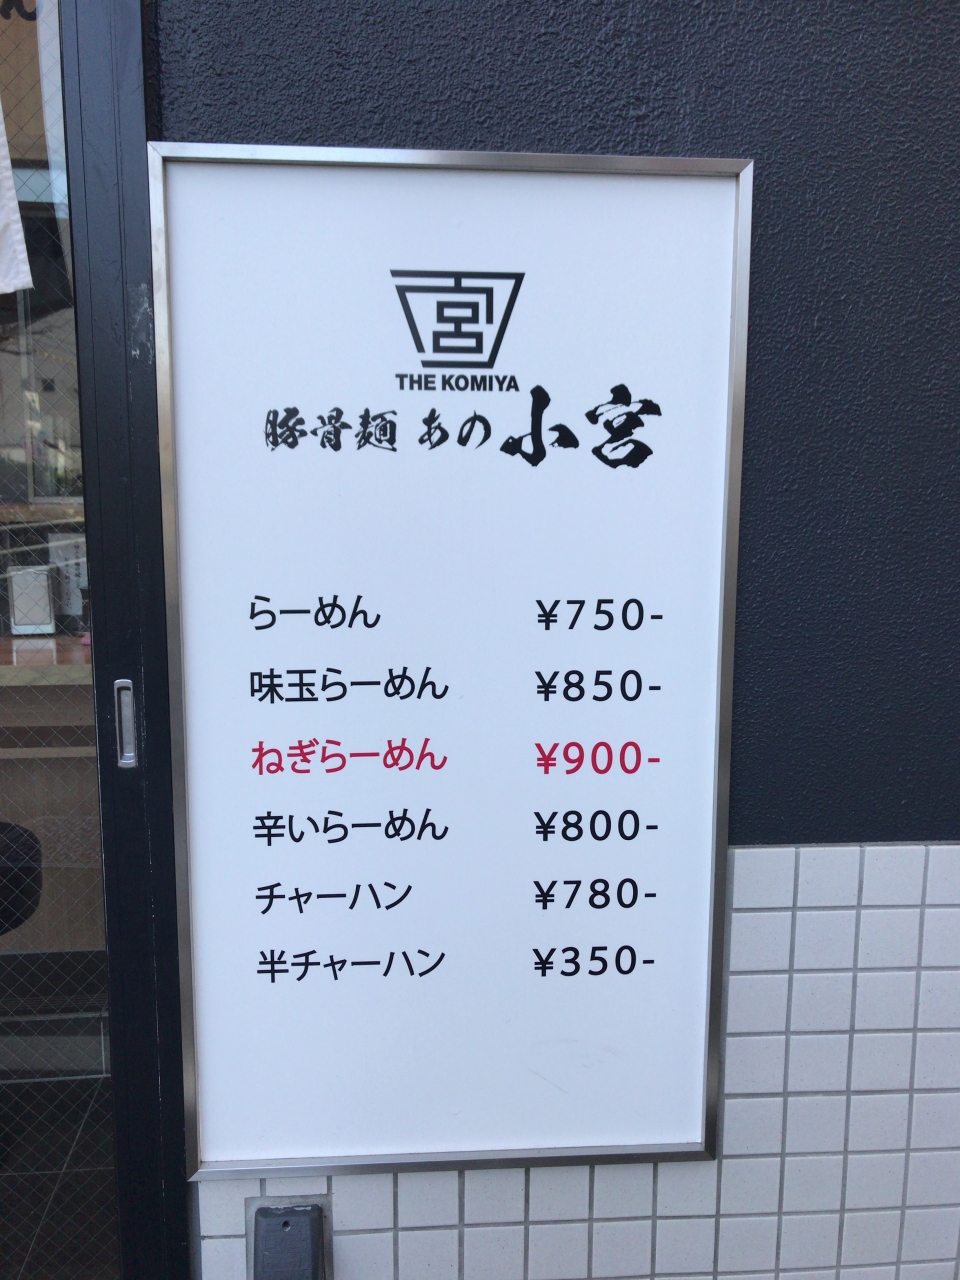 宮
THE KOMIYA
豚骨麺 あの小宮
らーめん ¥750-
味玉らーめん ¥850-
ねぎらーめん ¥900-
辛いらーめん ¥800-
チャーハン ¥780-
半チャーハン ¥350-